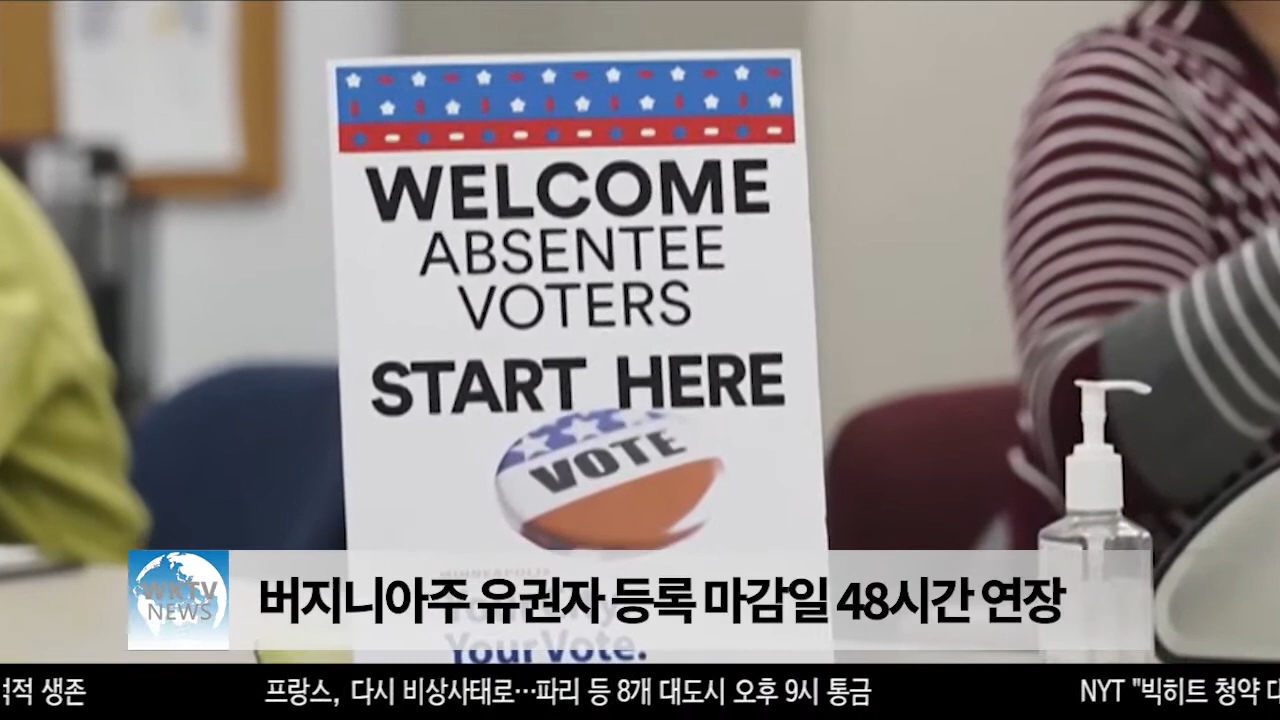 WELCOME
ABSENTEE
VOTERS
START HERE
VOTE
MINNEAPOLIS
Your Vote.
WKTV
NEWS
버지니아주 유권자 등록 마감일 48시간 연장
적 생존
프랑스, 다시 비상사태로…파리 등 8개 대도시 오후 9시 통금
NYT "빅히트 청약